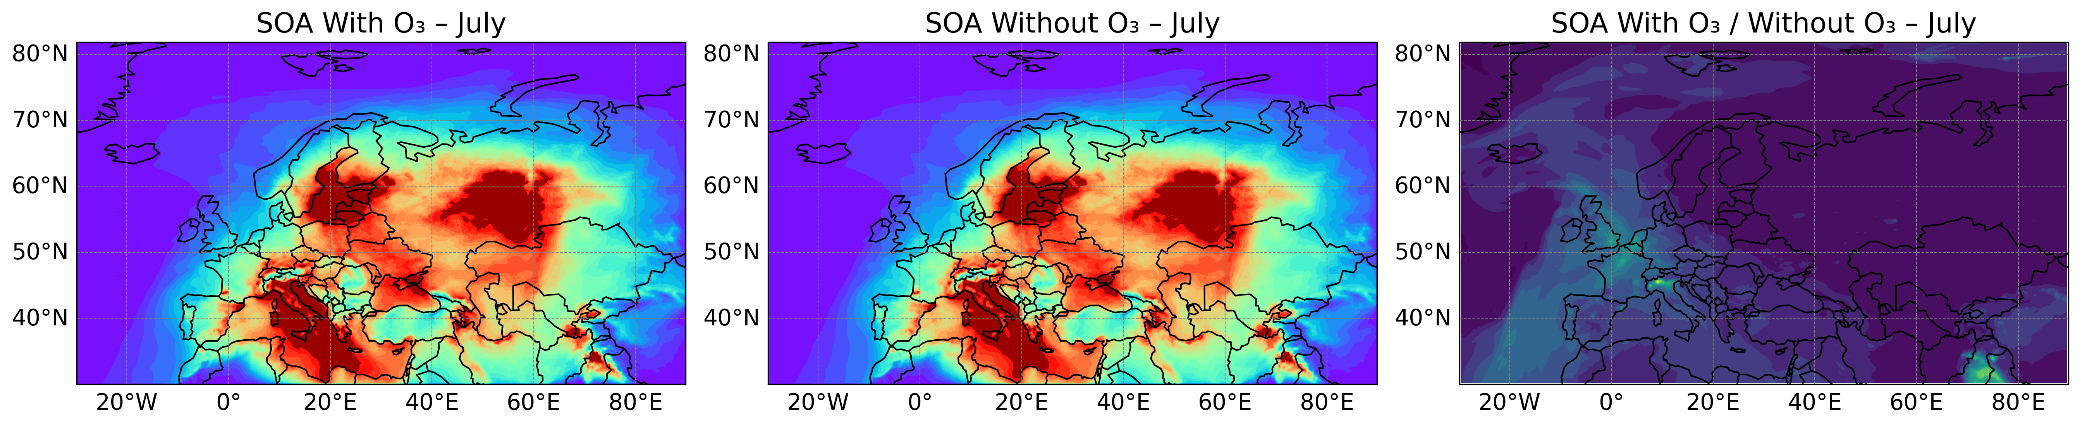 SOA With O₃ – July
SOA Without O₃ – July
SOA With O₃ / Without O₃ – July
80°N
70°N
60°N
50°N
40°N
20°W 0° 20°E 40°E 60°E 80°E
80°N
70°N
60°N
50°N
40°N
20°W 0° 20°E 40°E 60°E 80°E
80°N
70°N
60°N
50°N
40°N
20°W 0° 20°E 40°E 60°E 80°E